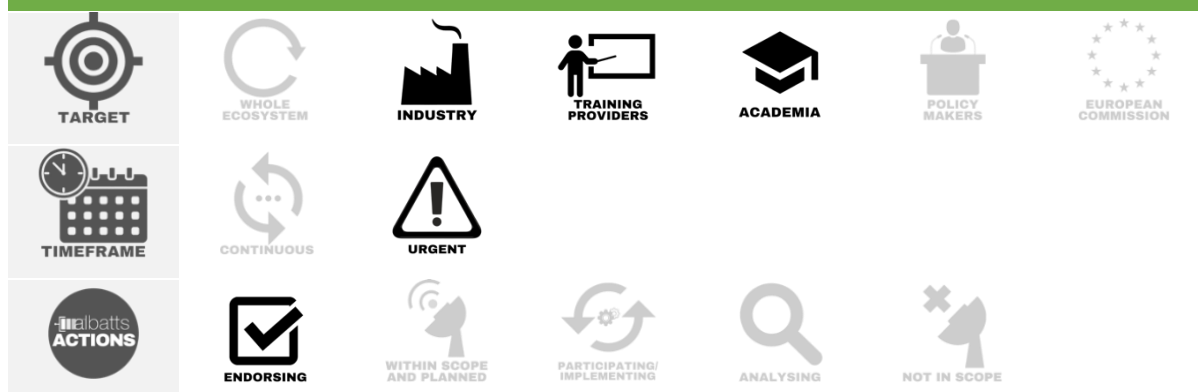 TARGET
WHOLE
ECOSYSTEM
INDUSTRY
TRAINING
PROVIDERS
ACADEMIA
POLICY
MAKERS
EUROPEAN
COMMISSION
TIMEFRAME
CONTINUOUS
URGENT
albatts
ACTIONS
ENDORSING
WITHIN SCOPE
AND PLANNED
PARTICIPATING/
IMPLEMENTING
ANALYSING
NOT IN SCOPE